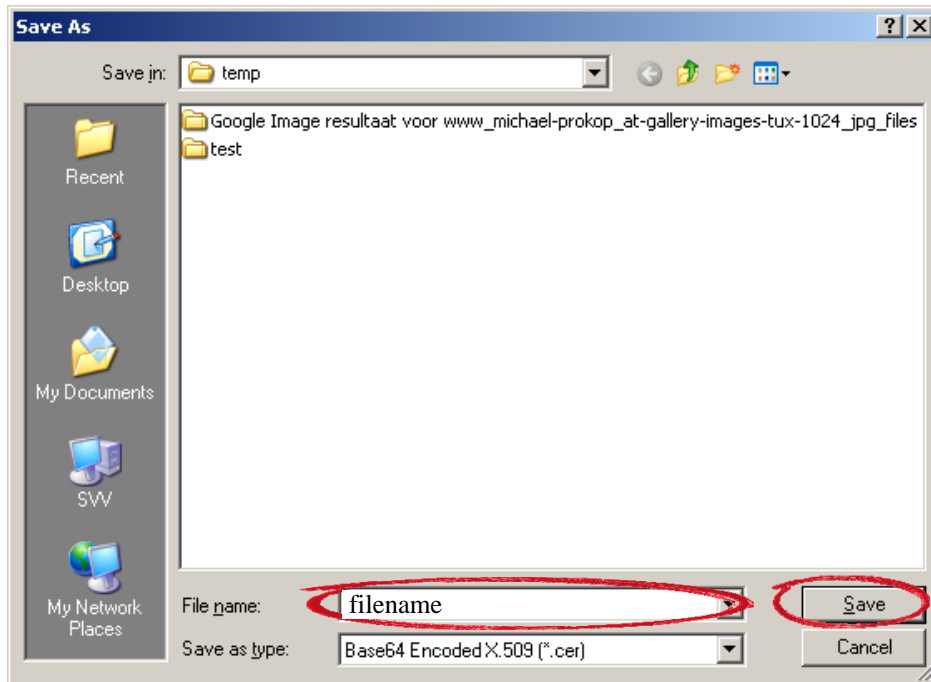 Save As
Save in:
temp
Google Image resultaat voor www_michael-prokop_at-gallery-images-tux-1024_jpg_files
test
Recent
Desktop
My Documents
SVV
My Network
Places
File name:
filename
Save
Save as type:
Base64 Encoded X.509 (*.cer)
Cancel